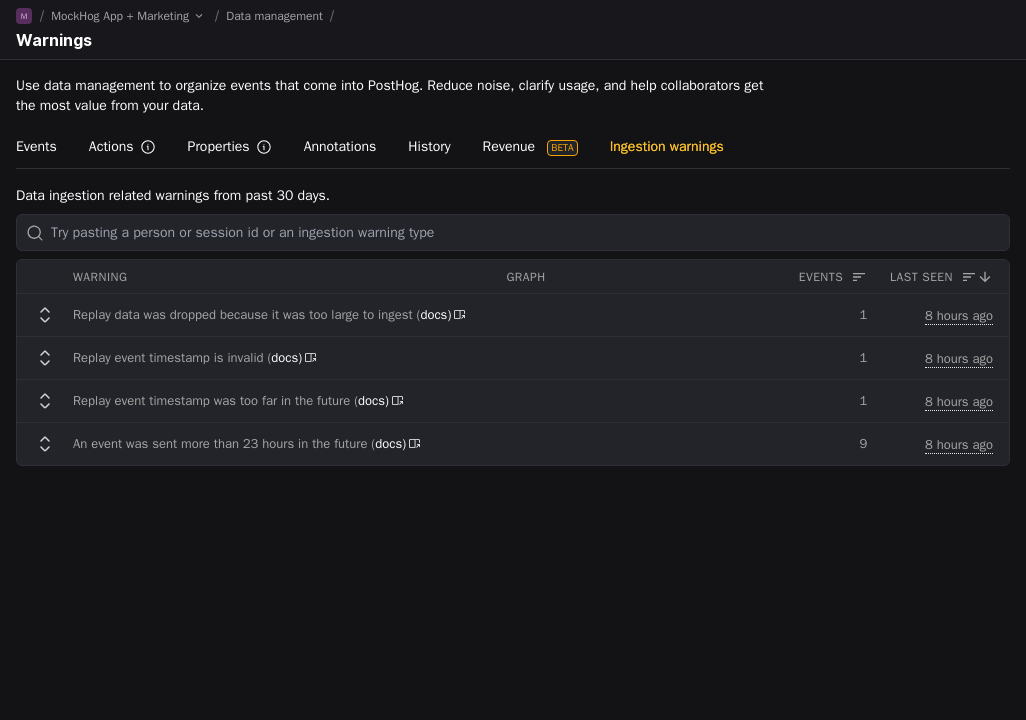 M / MockHog App + Marketing / Data management /
Warnings
Use data management to organize events that come into PostHog. Reduce noise, clarify usage, and help collaborators get
the most value from your data.
Events Actions Properties Annotations History Revenue BETA Ingestion warnings
Data ingestion related warnings from past 30 days.
Try pasting a person or session id or an ingestion warning type
WARNING GRAPH EVENTS LAST SEEN
Replay data was dropped because it was too large to ingest (docs) 1 8 hours ago
Replay event timestamp is invalid (docs) 1 8 hours ago
Replay event timestamp was too far in the future (docs) 1 8 hours ago
An event was sent more than 23 hours in the future (docs) 9 8 hours ago